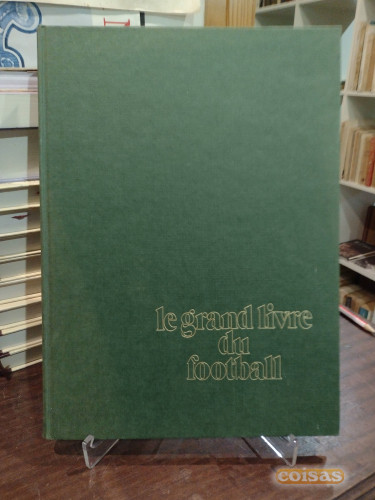 le grand livre
du
football
coisas